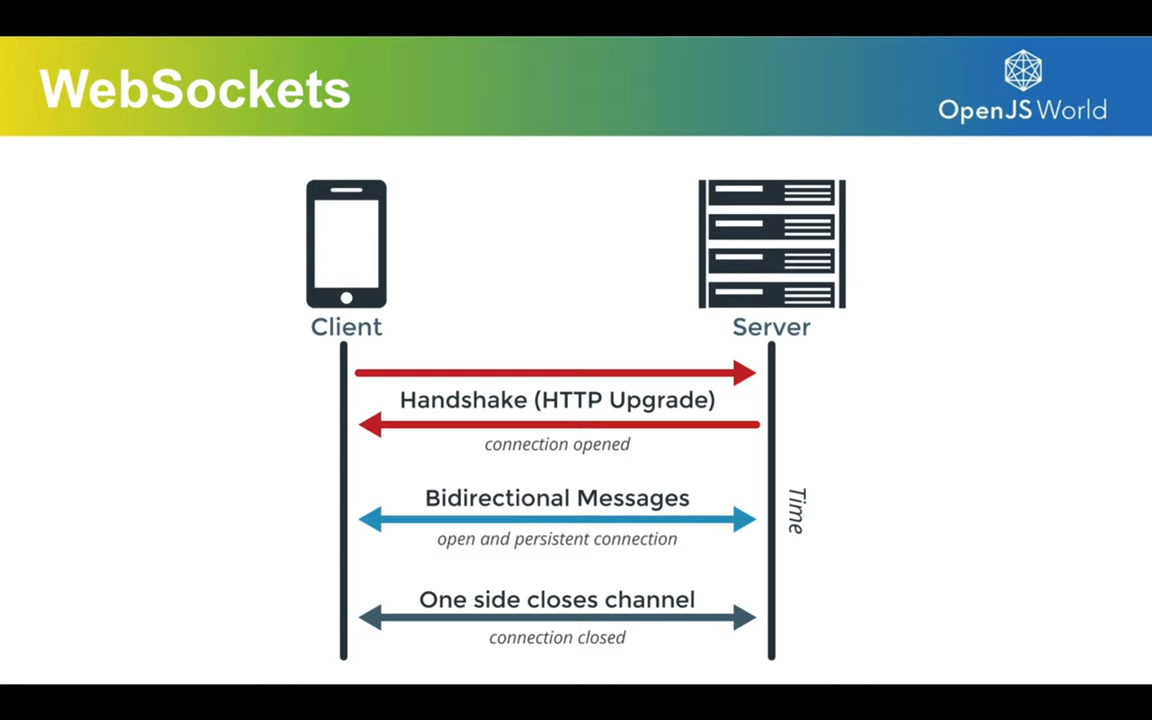 WebSockets
OpenJS World
Client
Server
Handshake (HTTP Upgrade)
connection opened
Bidirectional Messages
open and persistent connection
Time
One side closes channel
connection closed